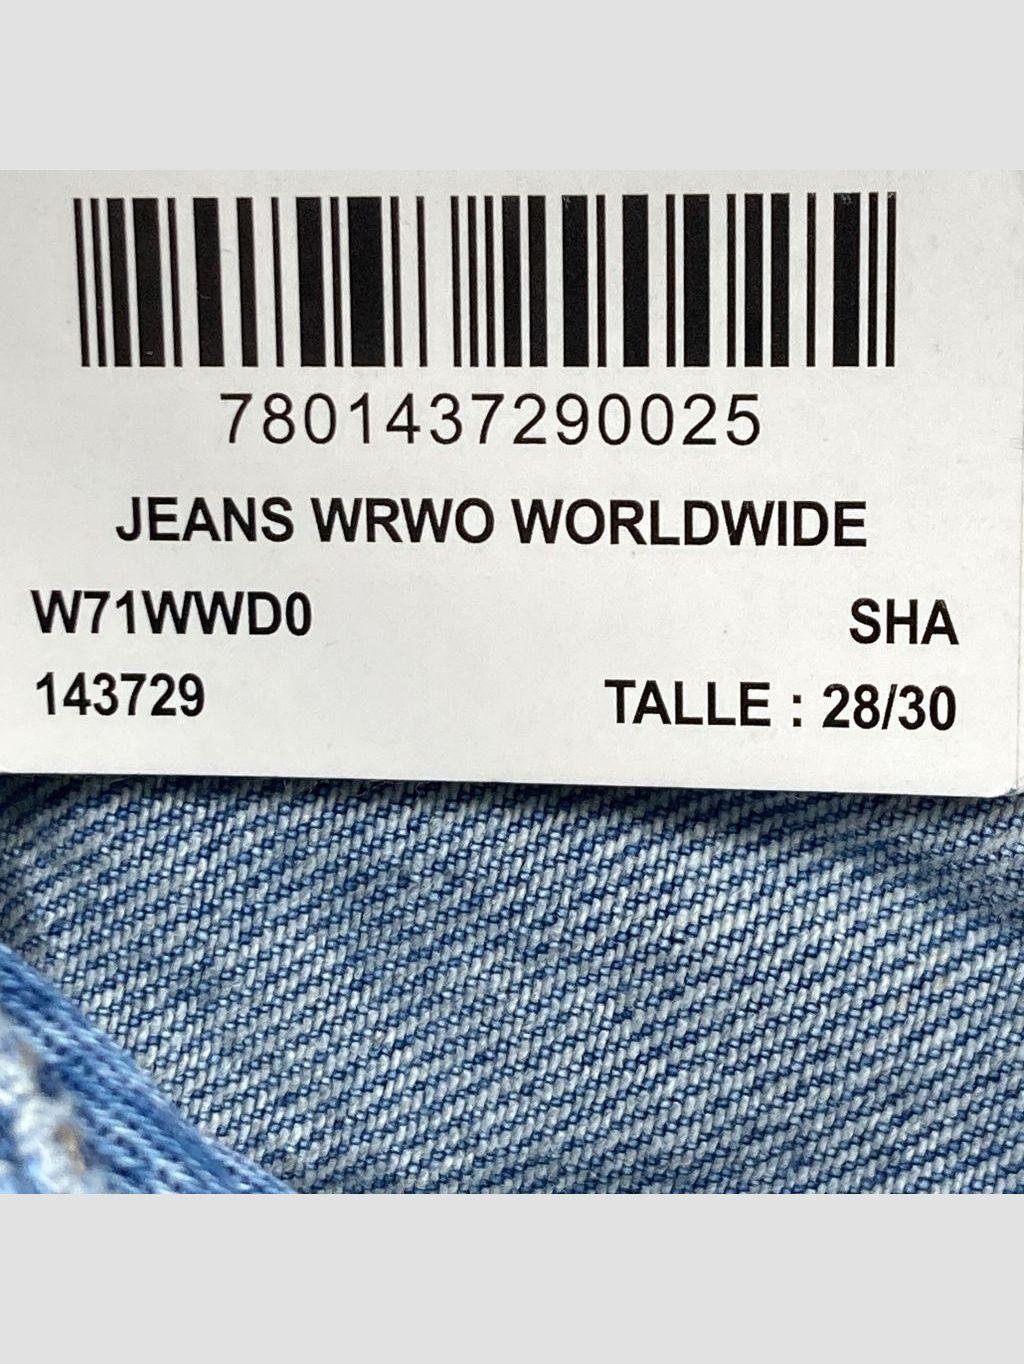 7801437290025
JEANS WRWO WORLDWIDE
W71WWD0 SHA
143729 TALLE : 28/30